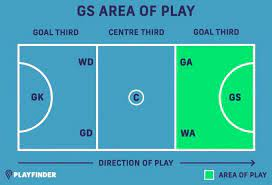 GS AREA OF PLAY
GOAL THIRD CENTRE THIRD GOAL THIRD
WD GA
GK C GS
GD WA
DIRECTION OF PLAY
PLAYFINDER AREA OF PLAY